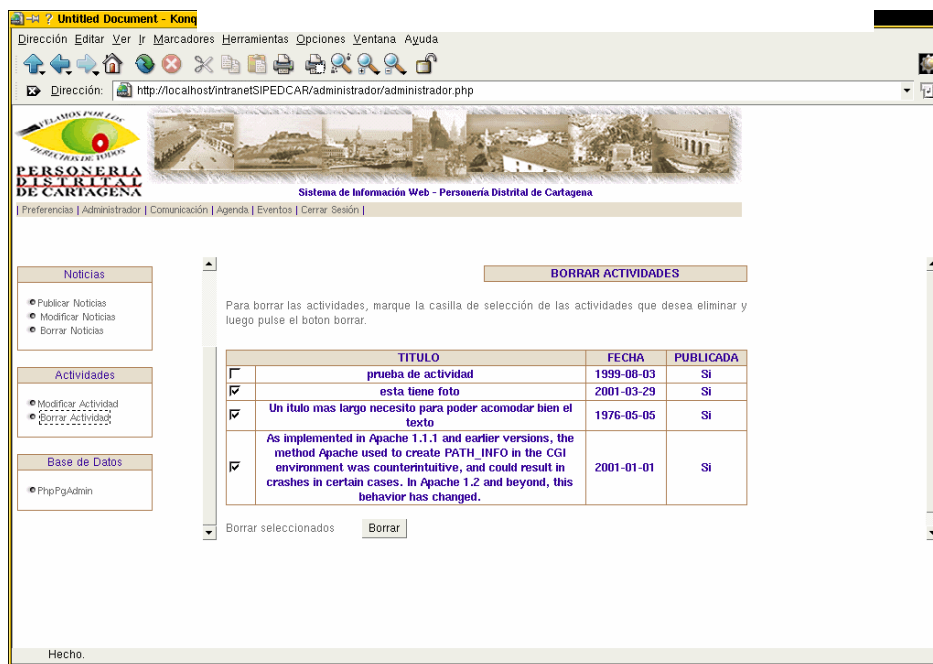 ? Untitled Document - Konq
Dirección Editar Ver Ir Marcadores Herramientas Opciones Ventana Ayuda
Dirección: http://localhost/intranetSIPEDCAR/administrador/administrador.php
VELAMOS POR LOS
DERECHOS DE TODOS
PERSONERIA
DISTRITAL
DE CARTAGENA
Sistema de Información Web - Personería Distrital de Cartagena
| Preferencias | Administrador | Comunicación | Agenda | Eventos | Cerrar Sesión |
Noticias
Publicar Noticias
Modificar Noticias
Borrar Noticias
Actividades
Modificar Actividad
Borrar Actividad
Base de Datos
PhpPgAdmin
BORRAR ACTIVIDADES
Para borrar las actividades, marque la casilla de selección de las actividades que desea eliminar y
luego pulse el boton borrar.
TITULO FECHA PUBLICADA
prueba de actividad 1999-08-03 Si
esta tiene foto 2001-03-29 Si
Un itulo mas largo necesito para poder acomodar bien el
texto 1976-05-05 Si
As implemented in Apache 1.1.1 and earlier versions, the
method Apache used to create PATH_INFO in the CGI
environment was counterintuitive, and could result in 2001-01-01 Si
crashes in certain cases. In Apache 1.2 and beyond, this
behavior has changed.
Borrar seleccionados Borrar
Hecho.